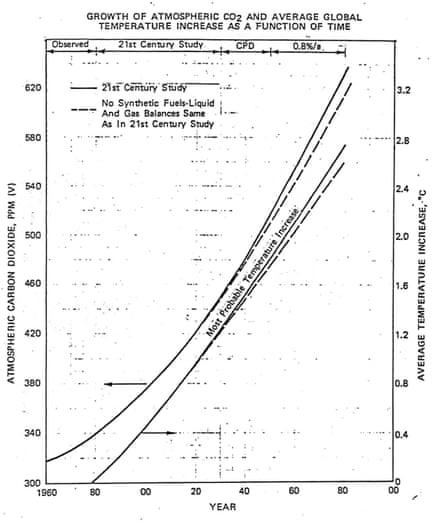 GROWTH OF ATMOSPHERIC CO2 AND AVERAGE GLOBAL
TEMPERATURE INCREASE AS A FUNCTION OF TIME
Observed 21st Century Study CPD 0.8%/a
21st Century Study
No Synthetic Fuels-Liquid
And Gas Balances Same
As In 21st Century Study
ATMOSPHERIC CARBON DIOXIDE, PPM (V)
620
580
540
500
460
420
380
340
300
Most Probable Temperature Increase
3.2
2.8
2.4
2.0
1.6
1.2
0.8
0.4
0
AVERAGE TEMPERATURE INCREASE, °C
1960 80 00 20 40 60 80 00
YEAR